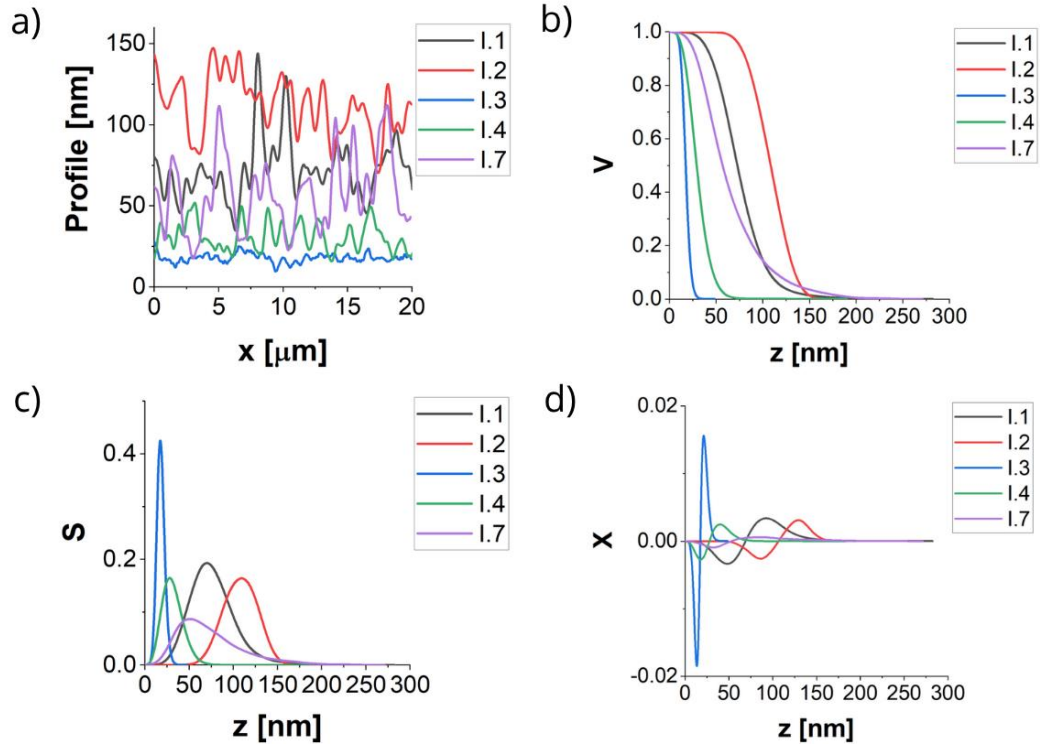 a)
Profile [nm]
150
100
50
0
0
5
10
15
20
x [μm]
I.1
I.2
I.3
I.4
I.7
b)
V
1.0
0.8
0.6
0.4
0.2
0.0
0
50
100
150
200
250
300
z [nm]
I.1
I.2
I.3
I.4
I.7
c)
S
0.4
0.2
0.0
0
50
100
150
200
250
300
z [nm]
I.1
I.2
I.3
I.4
I.7
d)
X
0.02
0.00
-0.02
0
50
100
150
200
250
300
z [nm]
I.1
I.2
I.3
I.4
I.7